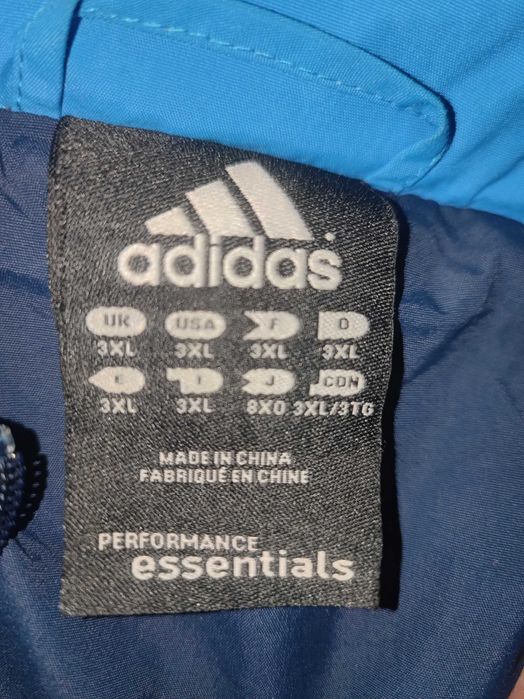 adidas
UK USA F D
3XL 3XL 3XL 3XL
E I J CDN
3XL 3XL 8XO 3XL/3TG
MADE IN CHINA
FABRIQUÉ EN CHINE
PERFORMANCE
essentials